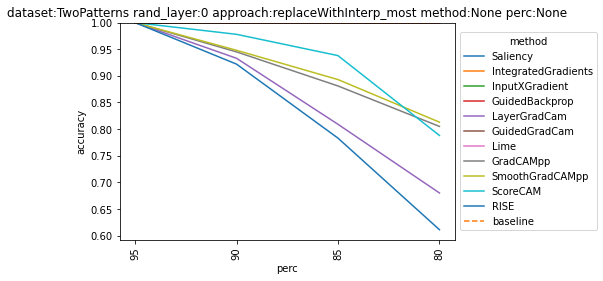 dataset:TwoPatterns rand_layer:0 approach:replaceWithInterp_most method:None perc:None
1.00
0.95
0.90
0.85
0.80
0.75
0.70
0.65
0.60
accuracy
95
90
85
80
perc
method
Saliency
IntegratedGradients
InputXGradient
GuidedBackprop
LayerGradCam
GuidedGradCam
Lime
GradCAMpp
SmoothGradCAMpp
ScoreCAM
RISE
baseline